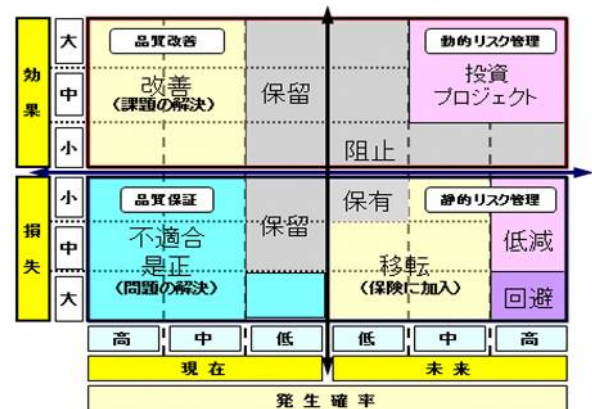 効果
大
中
小
品質改善
改善
(課題の解決)
保留
動的リスク管理
投資
プロジェクト
阻止
損失
小
中
大
品質保証
不適合
是正
(問題の解決)
保留
保有
静的リスク管理
移転
(保険に加入)
低減
回避
高 中 低 低 中 高
現在 未来
発生確率